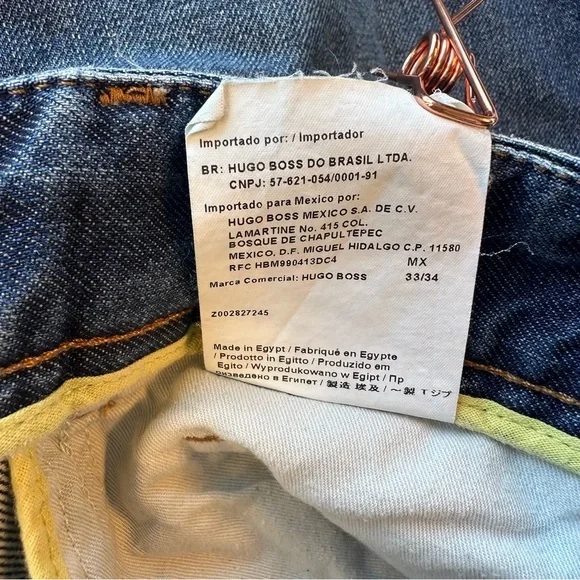 Importado por: / Importador
BR: HUGO BOSS DO BRASIL LTDA.
CNPJ: 57-621-054/0001-91
Importado para Mexico por:
HUGO BOSS MEXICO S.A. DE C.V.
LAMARTINE No. 415 COL.
BOSQUE DE CHAPULTEPEC
MEXICO, D.F. MIGUEL HIDALGO C.P. 11580
RFC HBM990413DC4 MX
Marca Comercial: HUGO BOSS 33/34
Z002827245
Made in Egypt / Fabriqué en Egypte
/ Prodotto in Egitto / Produzido em
Egito / Wyprodukowano w Egipt / Пр
оизведено в Египет / 製造 埃及 / ～製 Tジプ